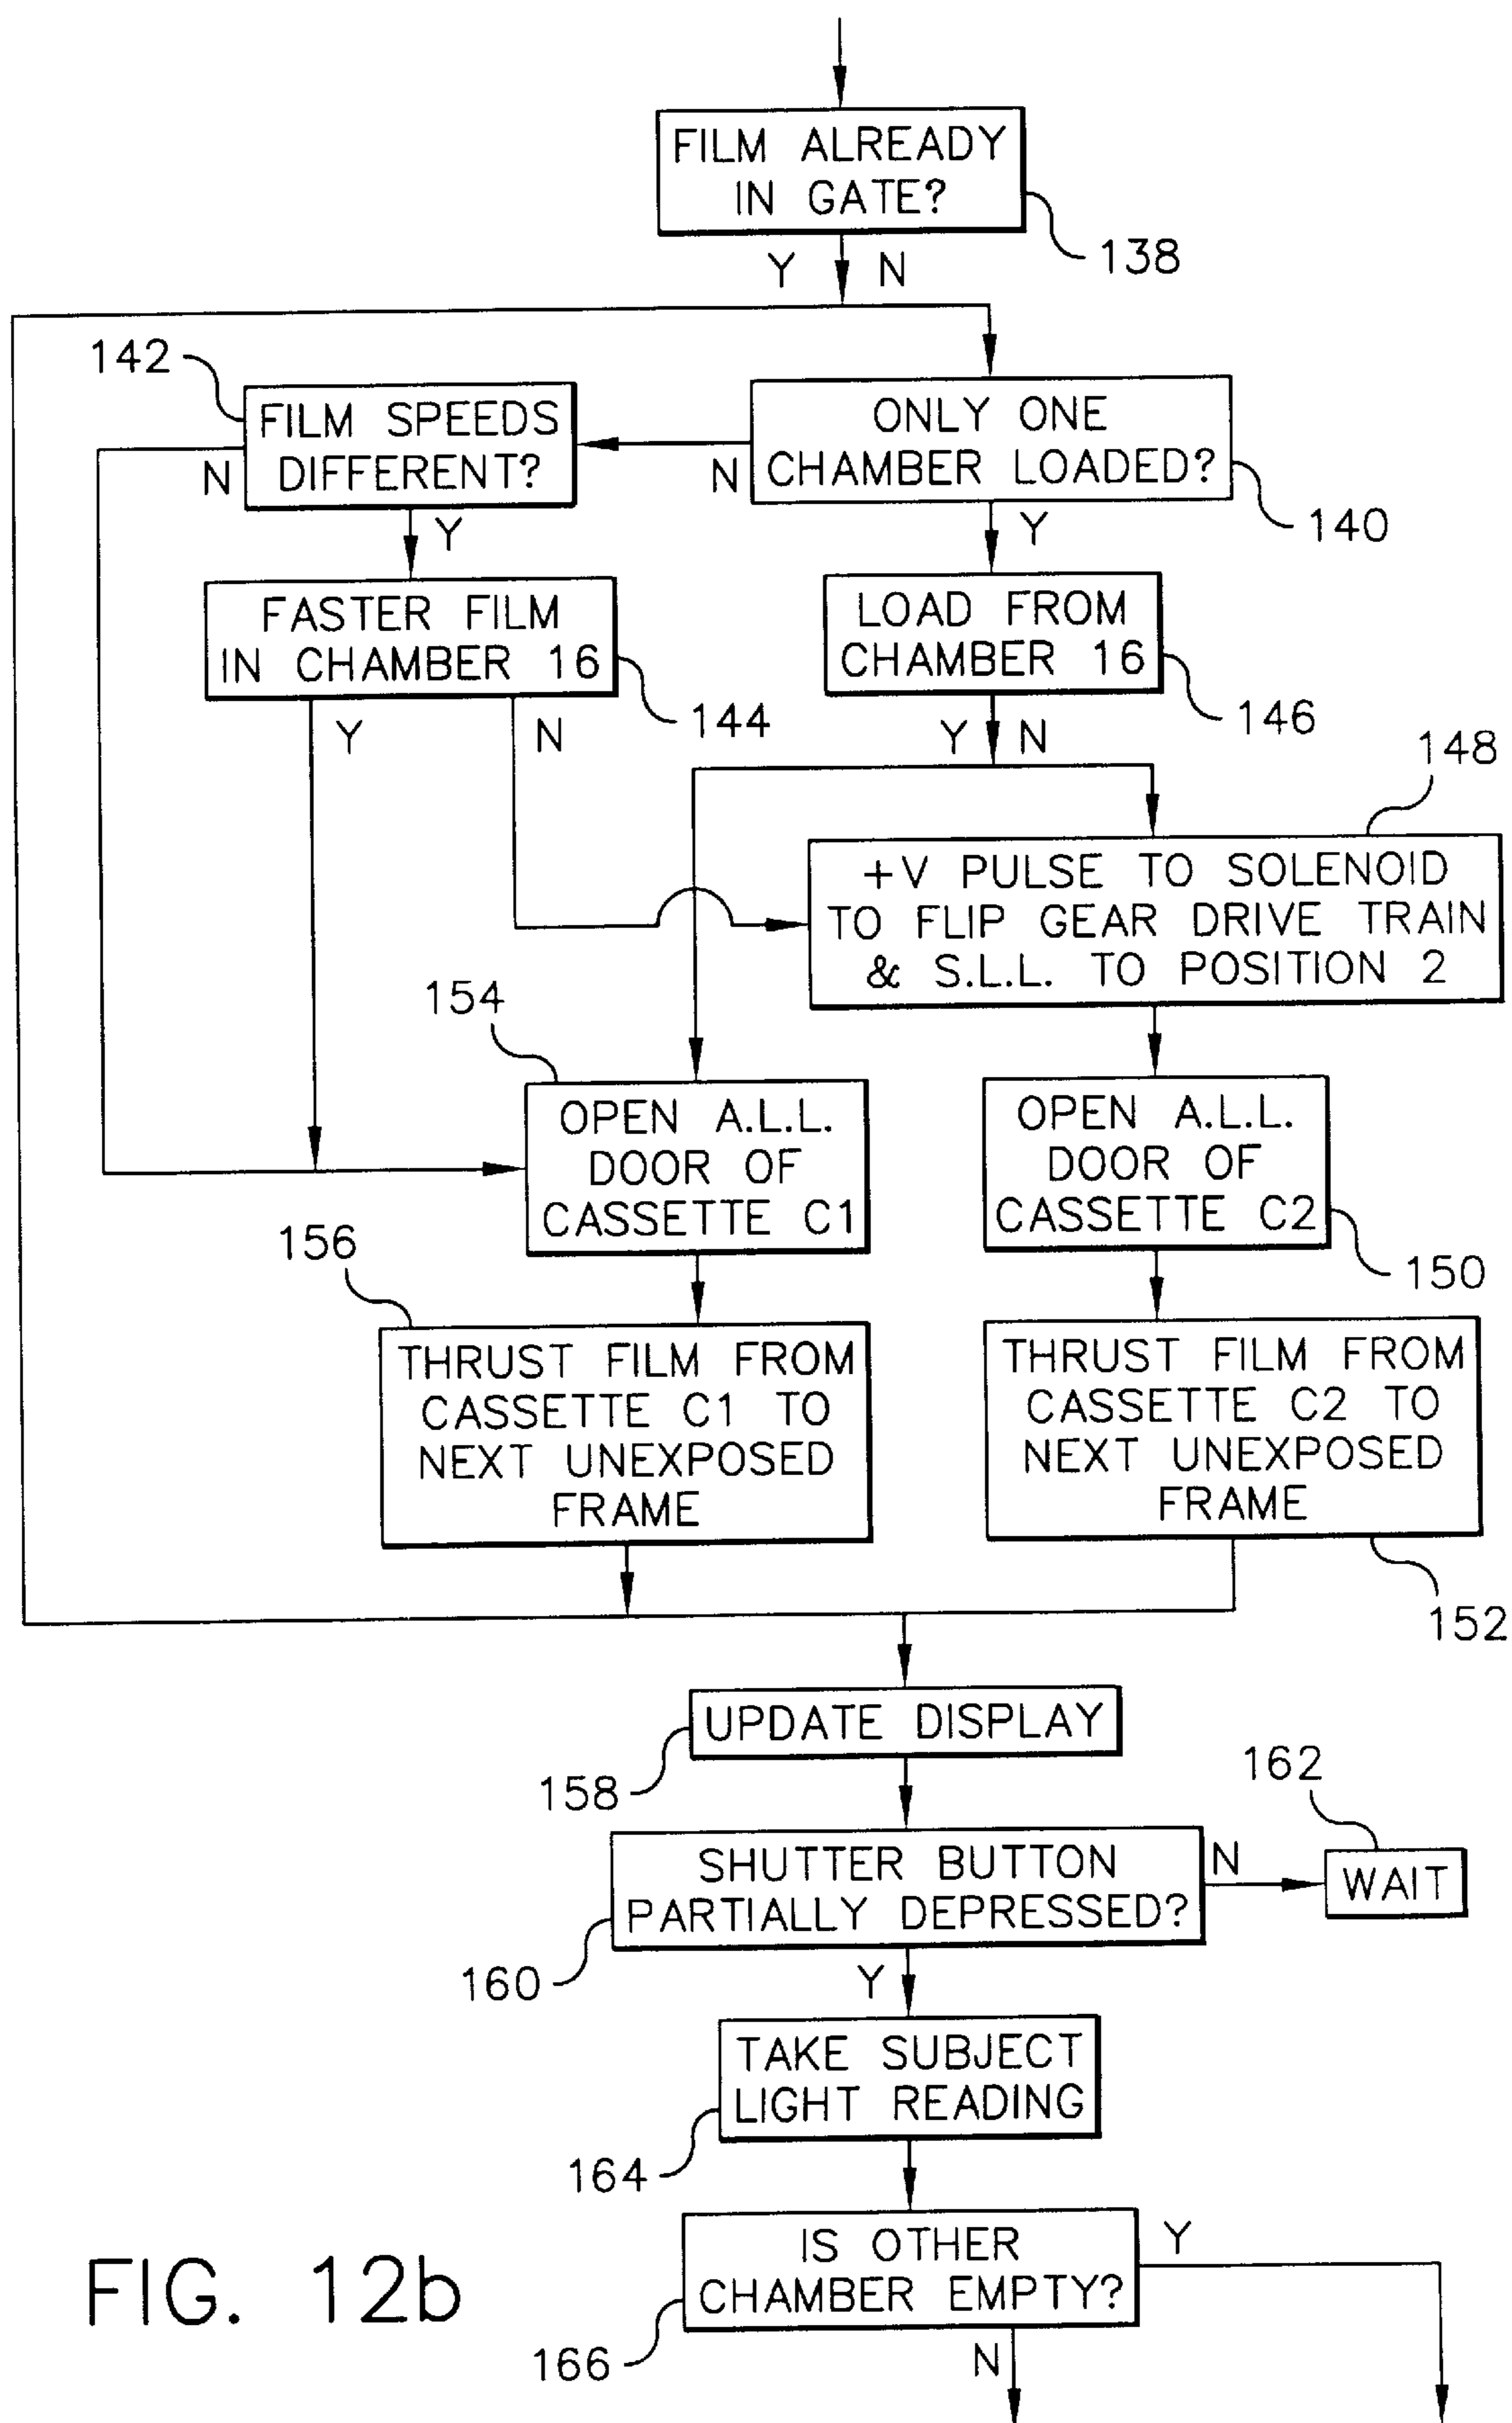 FILM ALREADY
IN GATE?
138
Y N
142
FILM SPEEDS
DIFFERENT?
N
Y
ONLY ONE
CHAMBER LOADED?
N
Y
140
FASTER FILM
IN CHAMBER 16
144
Y N
LOAD FROM
CHAMBER 16
146
Y N
148
+V PULSE TO SOLENOID
TO FLIP GEAR DRIVE TRAIN
& S.L.L. TO POSITION 2
154
OPEN A.L.L.
DOOR OF
CASSETTE C1
OPEN A.L.L.
DOOR OF
CASSETTE C2
150
156
THRUST FILM FROM
CASSETTE C1 TO
NEXT UNEXPOSED
FRAME
THRUST FILM FROM
CASSETTE C2 TO
NEXT UNEXPOSED
FRAME
152
UPDATE DISPLAY
158
SHUTTER BUTTON
PARTIALLY DEPRESSED?
160
N
162
WAIT
Y
TAKE SUBJECT
LIGHT READING
164
IS OTHER
CHAMBER EMPTY?
166
Y
N
FIG. 12b